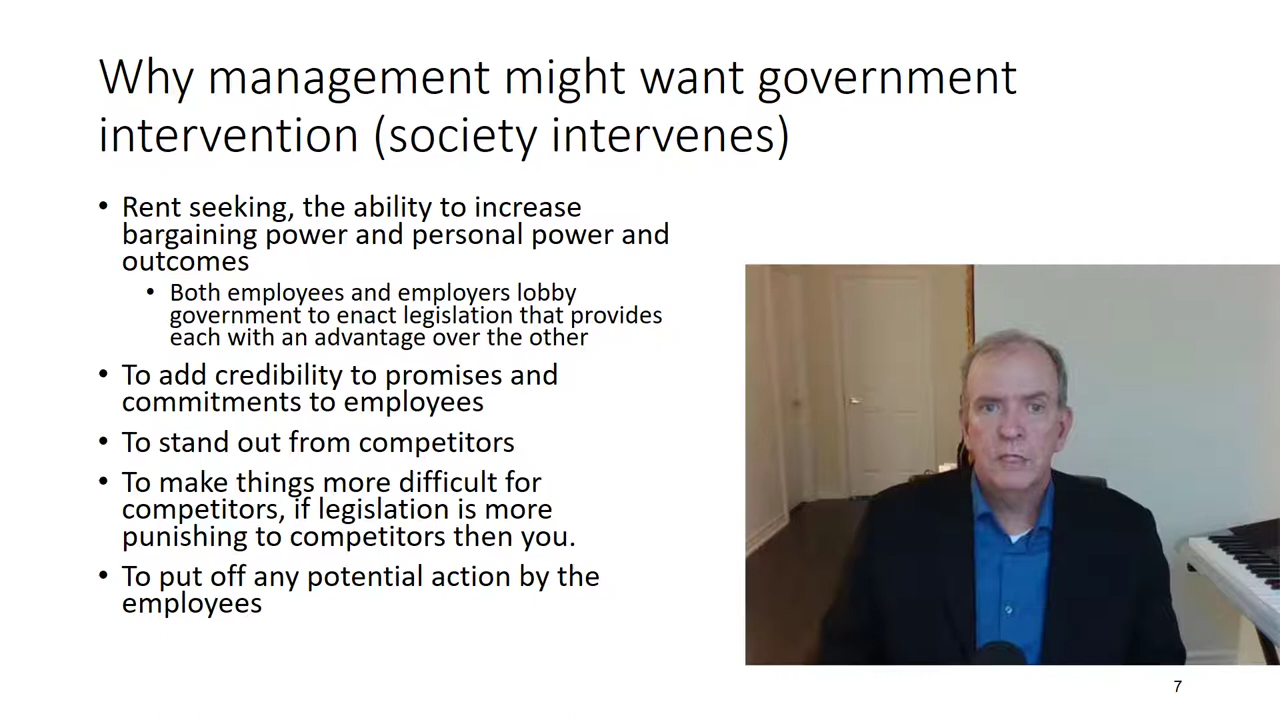 Why management might want government
intervention (society intervenes)
• Rent seeking, the ability to increase
bargaining power and personal power and
outcomes
• Both employees and employers lobby
government to enact legislation that provides
each with an advantage over the other
• To add credibility to promises and
commitments to employees
• To stand out from competitors
• To make things more difficult for
competitors, if legislation is more
punishing to competitors then you.
• To put off any potential action by the
employees
7